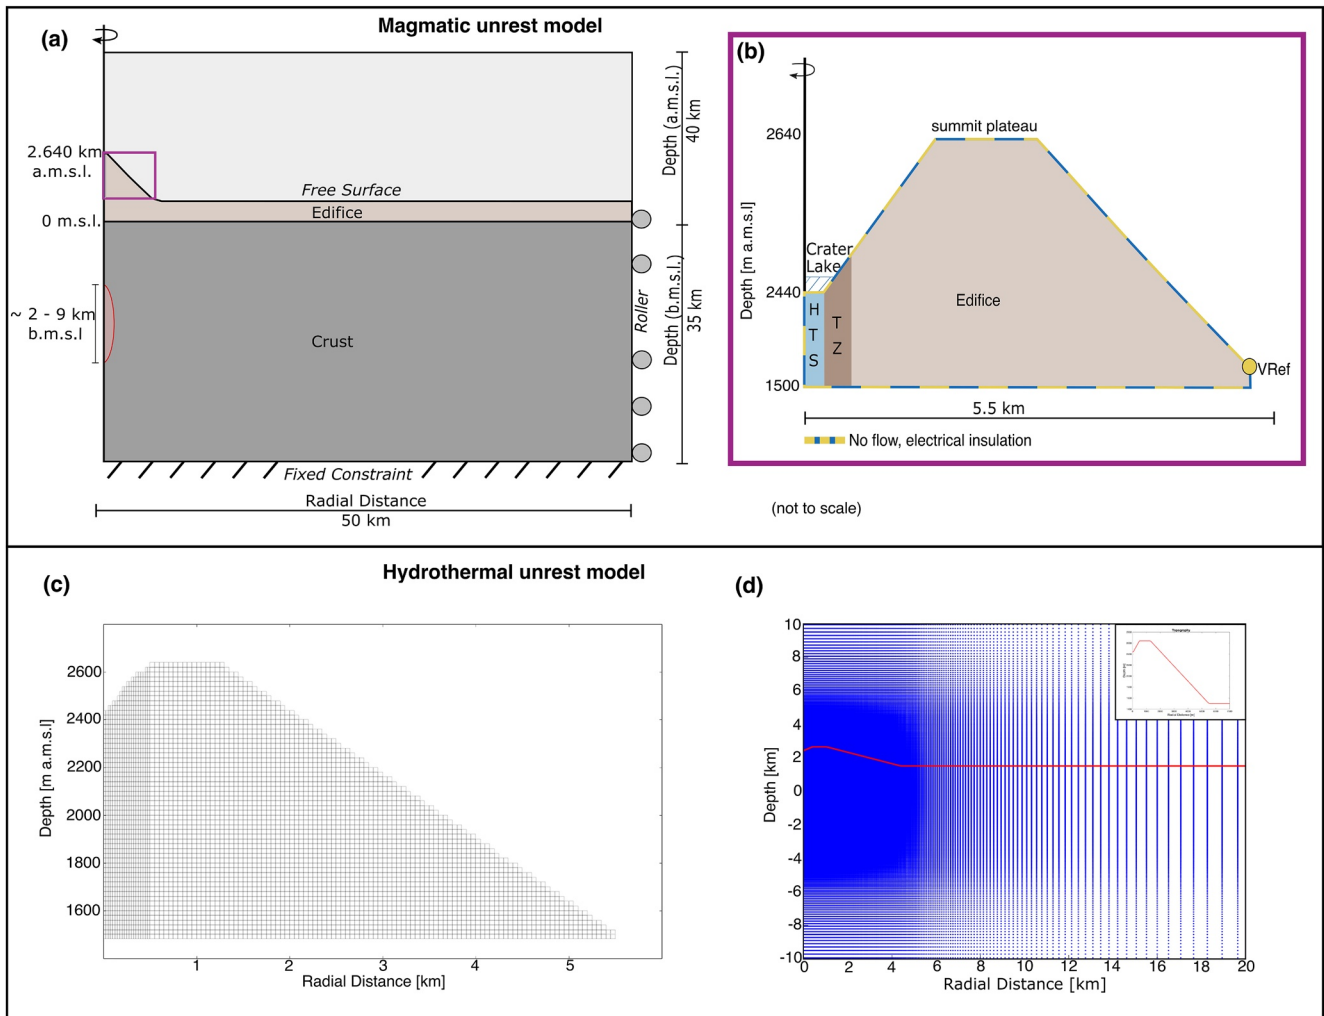 Magmatic unrest model
(a)
2.640 km
a.m.s.l.
Free Surface
Edifice
0 m.s.l.
~ 2 - 9 km
b.m.s.l
Crust
Roller
Depth (a.m.s.l.)
40 km
Depth (b.m.s.l.)
35 km
Fixed Constraint
Radial Distance
50 km
(b)
summit plateau
2640
Depth [m a.m.s.l]
Crater
Lake
2440
H
T
S
T
Z
Edifice
VRef
1500
5.5 km
No flow, electrical insulation
(not to scale)
Hydrothermal unrest model
(c)
Depth [m a.m.s.l]
2600
2400
2200
2000
1800
1600
1 2 3 4 5
Radial Distance [km]
(d)
Depth [km]
10
8
6
4
2
0
-2
-4
-6
-8
-10
0 2 4 6 8 10 12 14 16 18 20
Radial Distance [km]
Topography